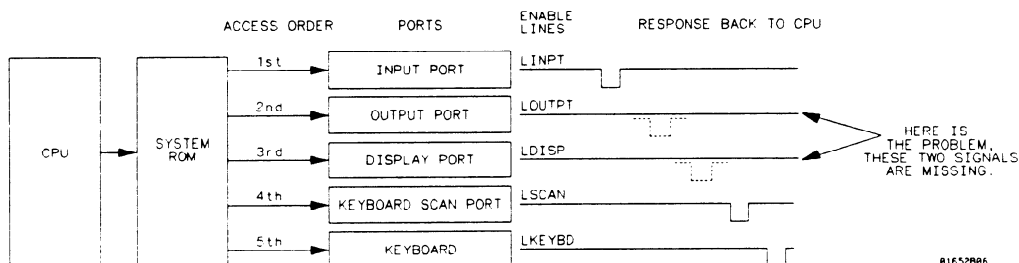 ACCESS ORDER
PORTS
ENABLE
LINES
RESPONSE BACK TO CPU
CPU
SYSTEM
ROM
1st
INPUT PORT
LINPT
2nd
OUTPUT PORT
LOUTPT
3rd
DISPLAY PORT
LDISP
4th
KEYBOARD SCAN PORT
LSCAN
5th
KEYBOARD
LKEYBD
HERE IS
THE PROBLEM,
THESE TWO SIGNALS
ARE MISSING.
01652B06